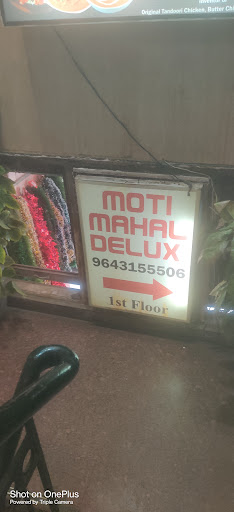 Original Tandoori Chicken, Butter Chi
MOTI
MAHAL
DELUX
9643155506
1st Floor
Shot on OnePlus
Powered by Triple Camera